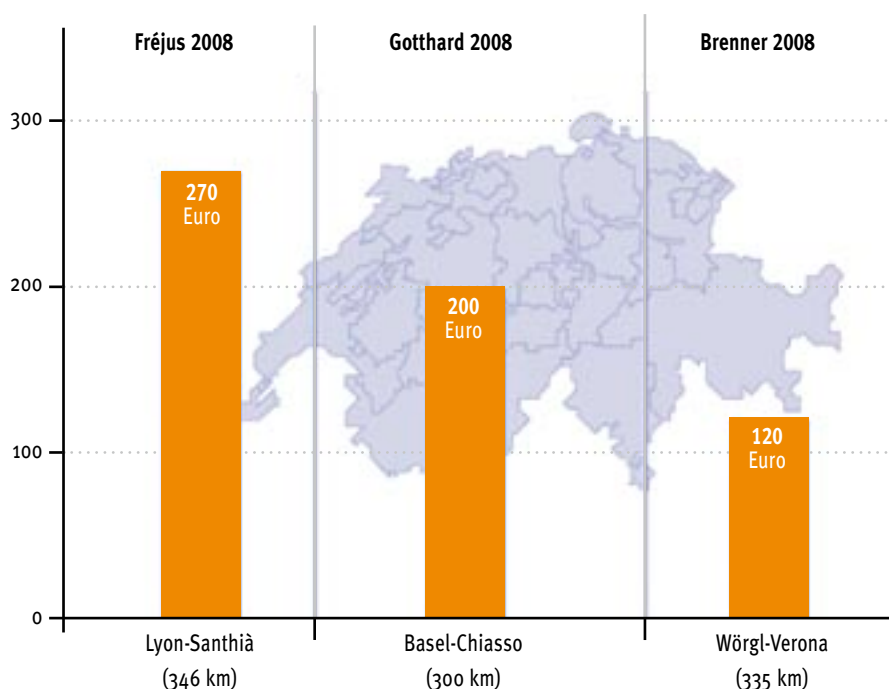 Fréjus 2008
Gotthard 2008
Brenner 2008
300
200
100
0
270
Euro
200
Euro
120
Euro
Lyon-Santhià
(346 km)
Basel-Chiasso
(300 km)
Wörgl-Verona
(335 km)